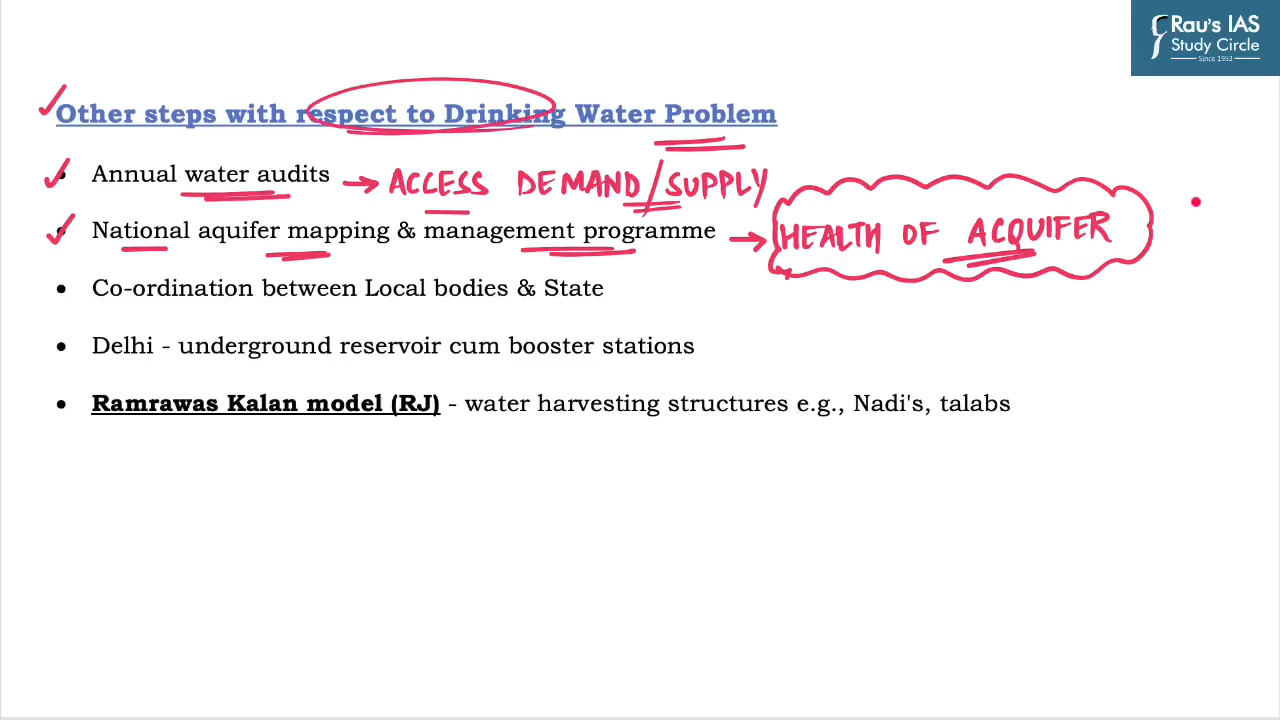 Rau's IAS
Study Circle
Since 1953
Other steps with respect to Drinking Water Problem
• Annual water audits → ACCESS DEMAND/SUPPLY
• National aquifer mapping & management programme → HEALTH OF ACQUIFER
• Co-ordination between Local bodies & State
• Delhi - underground reservoir cum booster stations
• Ramrawas Kalan model (RJ) - water harvesting structures e.g., Nadi's, talabs